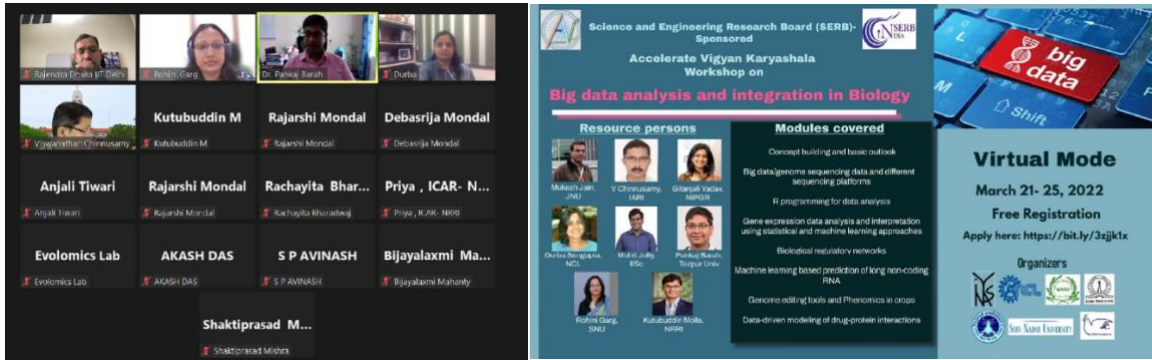 Rajendra Dhaka IIT-Delhi
Rohini Garg
Dr. Pankaj Barah
Durba
Viswanathan Chinnusamy
Kutubuddin M
Kutubuddin M
Rajarshi Mondal
Rajarshi Mondal
Debasrija Mondal
Debasrija Mondal
Anjali Tiwari
Anjali Tiwari
Rajarshi Mondal
Rajarshi Mondal
Rachayita Bhar...
Rachayita Bharadwaj
Priya , ICAR- N...
Priya , ICAR- NRRI
Evolomics Lab
Evolomics Lab
AKASH DAS
AKASH DAS
S P AVINASH
S P AVINASH
Bijayalaxmi Ma...
Bijayalaxmi Mahanty
Shaktiprasad M...
Shaktiprasad Mishra
Science and Engineering Research Board (SERB)-
Sponsored
SERB
INDIA
Accelerate Vigyan Karyashala
Workshop on
Big data analysis and integration in Biology
Resource persons
Mukesh Jain,
JNU
V Chinnusamy,
IARI
Gitanjali Yadav,
NIPGR
Durba Sengupta,
NCL
Mohit Jolly,
IISc
Pankaj Barah,
Tezpur Univ
Rohini Garg,
SNU
Kutubuddin Molla,
NRRI
Modules covered
Concept building and basic outlook
Big data/genome sequencing data and different
sequencing platforms
R programming for data analysis
Gene expression data analysis and interpretation
using statistical and machine learning approaches
Biological regulatory networks
Machine learning based prediction of long non-coding
RNA
Genome editing tools and Phenomics in crops
Data-driven modeling of drug-protein interactions
big
data
Shift
L
M
Virtual Mode
March 21- 25, 2022
Free Registration
Apply here: https://bit.ly/3zjjk1x
Organizers
SHIV NADAR UNIVERSITY